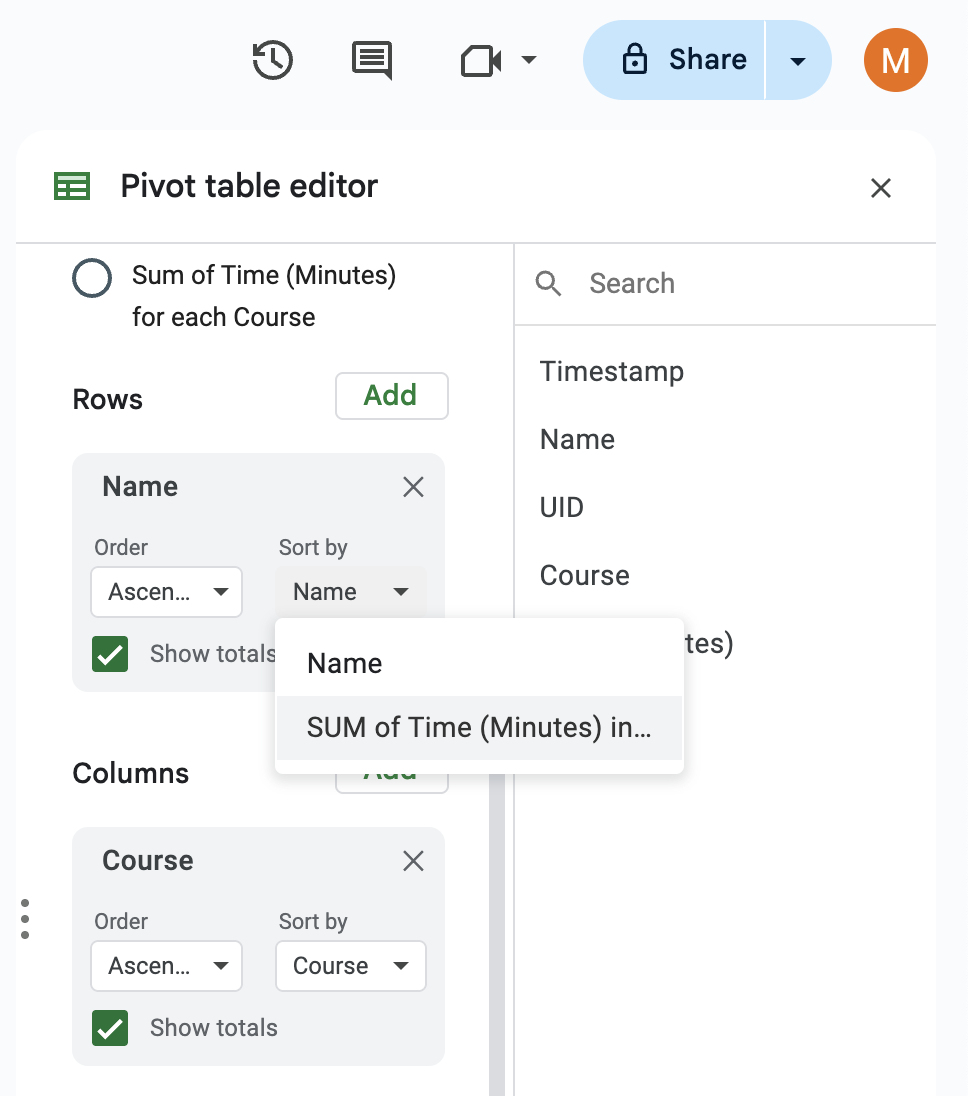 Share
M
Pivot table editor
Sum of Time (Minutes)
for each Course
Search
Timestamp
Name
UID
Course
tes)
Rows
Add
Name
Order
Sort by
Ascen...
Name
Show totals
Name
SUM of Time (Minutes) in...
Columns
Add
Course
Order
Sort by
Ascen...
Course
Show totals